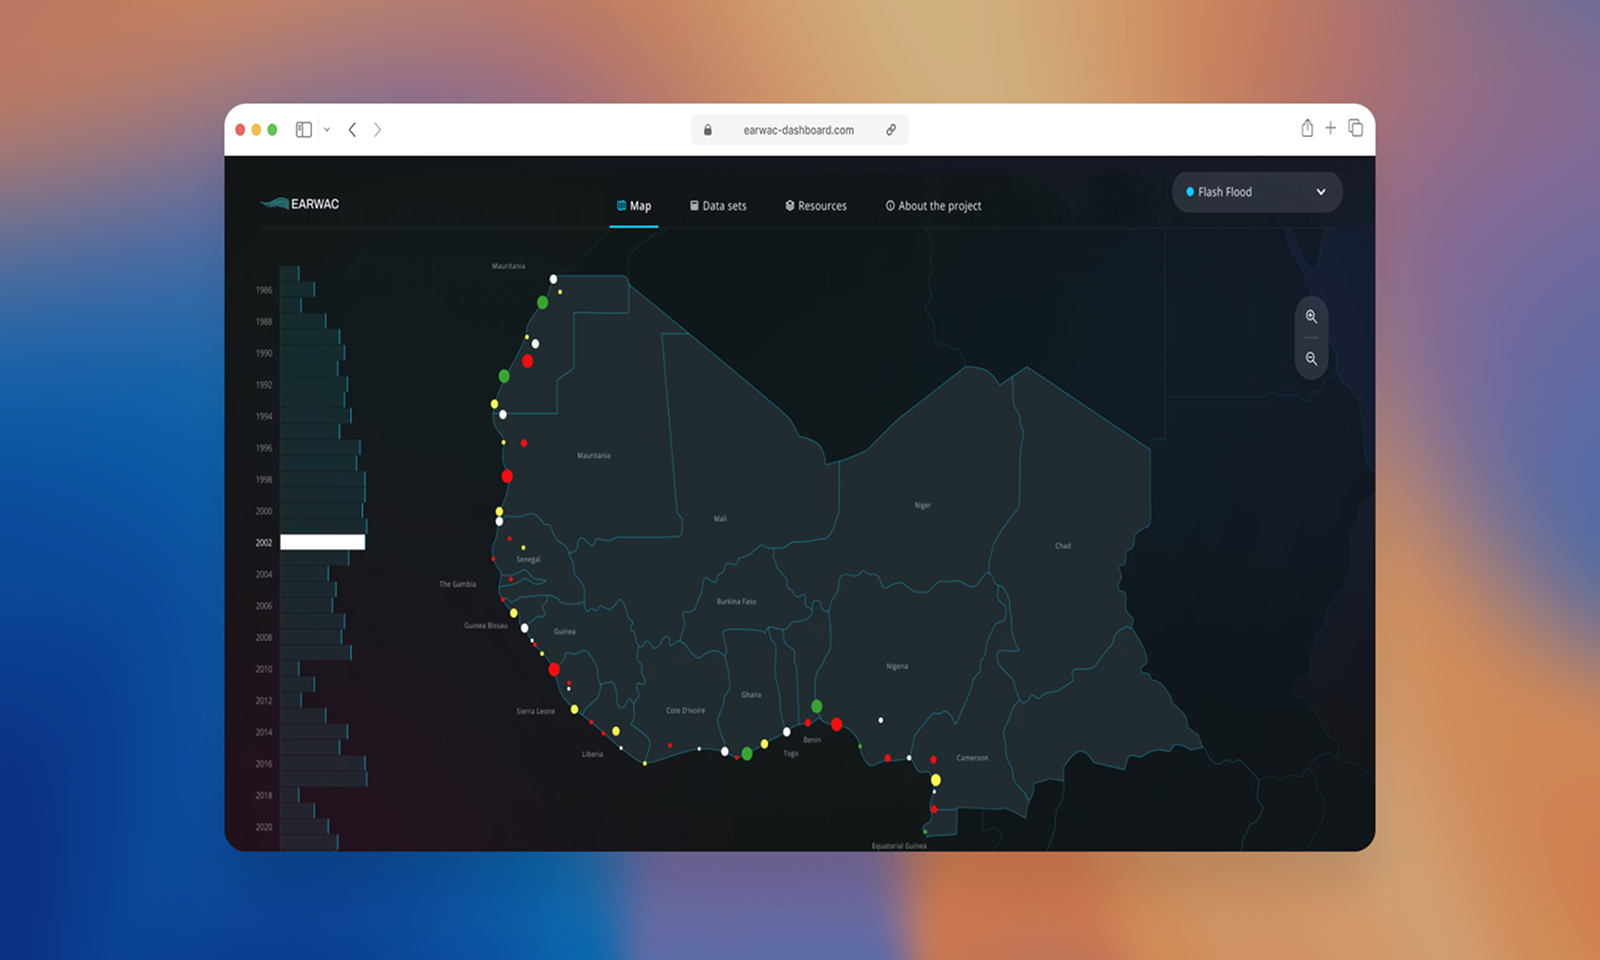 earwac-dashboard.com
EARWAC
Map
Data sets
Resources
About the project
Flash Flood
1986
1988
1990
1992
1994
1996
1998
2000
2002
2004
2006
2008
2010
2012
2014
2016
2018
2020
Mauritania
Mauritania
Mali
Niger
Chad
Senegal
The Gambia
Burkina Faso
Guinea Bissau
Guinea
Nigeria
Ghana
Sierra Leone
Cote D'Ivoire
Liberia
Togo
Benin
Cameroon
Equatorial Guinea